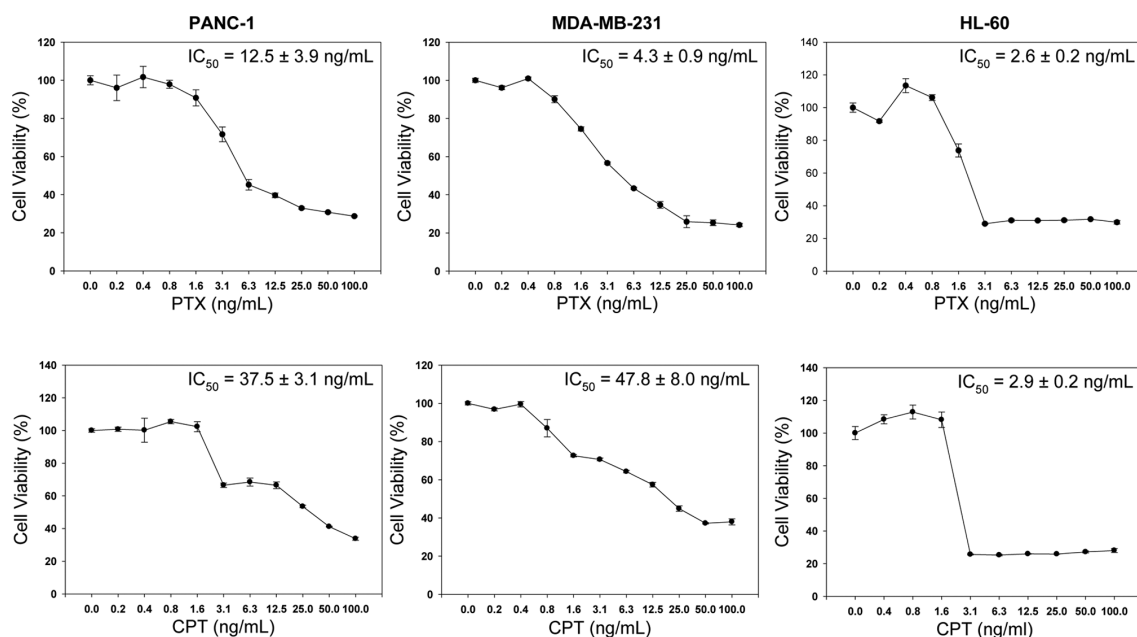 PANC-1
MDA-MB-231
HL-60
IC50 = 12.5 ± 3.9 ng/mL
120
100
80
60
40
20
0
Cell Viability (%)
0.0 0.2 0.4 0.8 1.6 3.1 6.3 12.5 25.0 50.0 100.0
PTX (ng/mL)
IC50 = 4.3 ± 0.9 ng/mL
120
100
80
60
40
20
0
Cell Viability (%)
0.0 0.2 0.4 0.8 1.6 3.1 6.3 12.5 25.0 50.0 100.0
PTX (ng/mL)
IC50 = 2.6 ± 0.2 ng/mL
140
120
100
80
60
40
20
0
Cell Viability (%)
0.0 0.2 0.4 0.8 1.6 3.1 6.3 12.5 25.0 50.0 100.0
PTX (ng/mL)
IC50 = 37.5 ± 3.1 ng/mL
140
120
100
80
60
40
20
0
Cell Viability (%)
0.0 0.2 0.4 0.8 1.6 3.1 6.3 12.5 25.0 50.0 100.0
CPT (ng/mL)
IC50 = 47.8 ± 8.0 ng/mL
120
100
80
60
40
20
0
Cell Viability (%)
0.0 0.2 0.4 0.8 1.6 3.1 6.3 12.5 25.0 50.0 100.0
CPT (ng/mL)
IC50 = 2.9 ± 0.2 ng/mL
140
120
100
80
60
40
20
0
Cell Viability (%)
0.0 0.4 0.8 1.6 3.1 6.3 12.5 25.0 50.0 100.0
CPT (ng/ml)